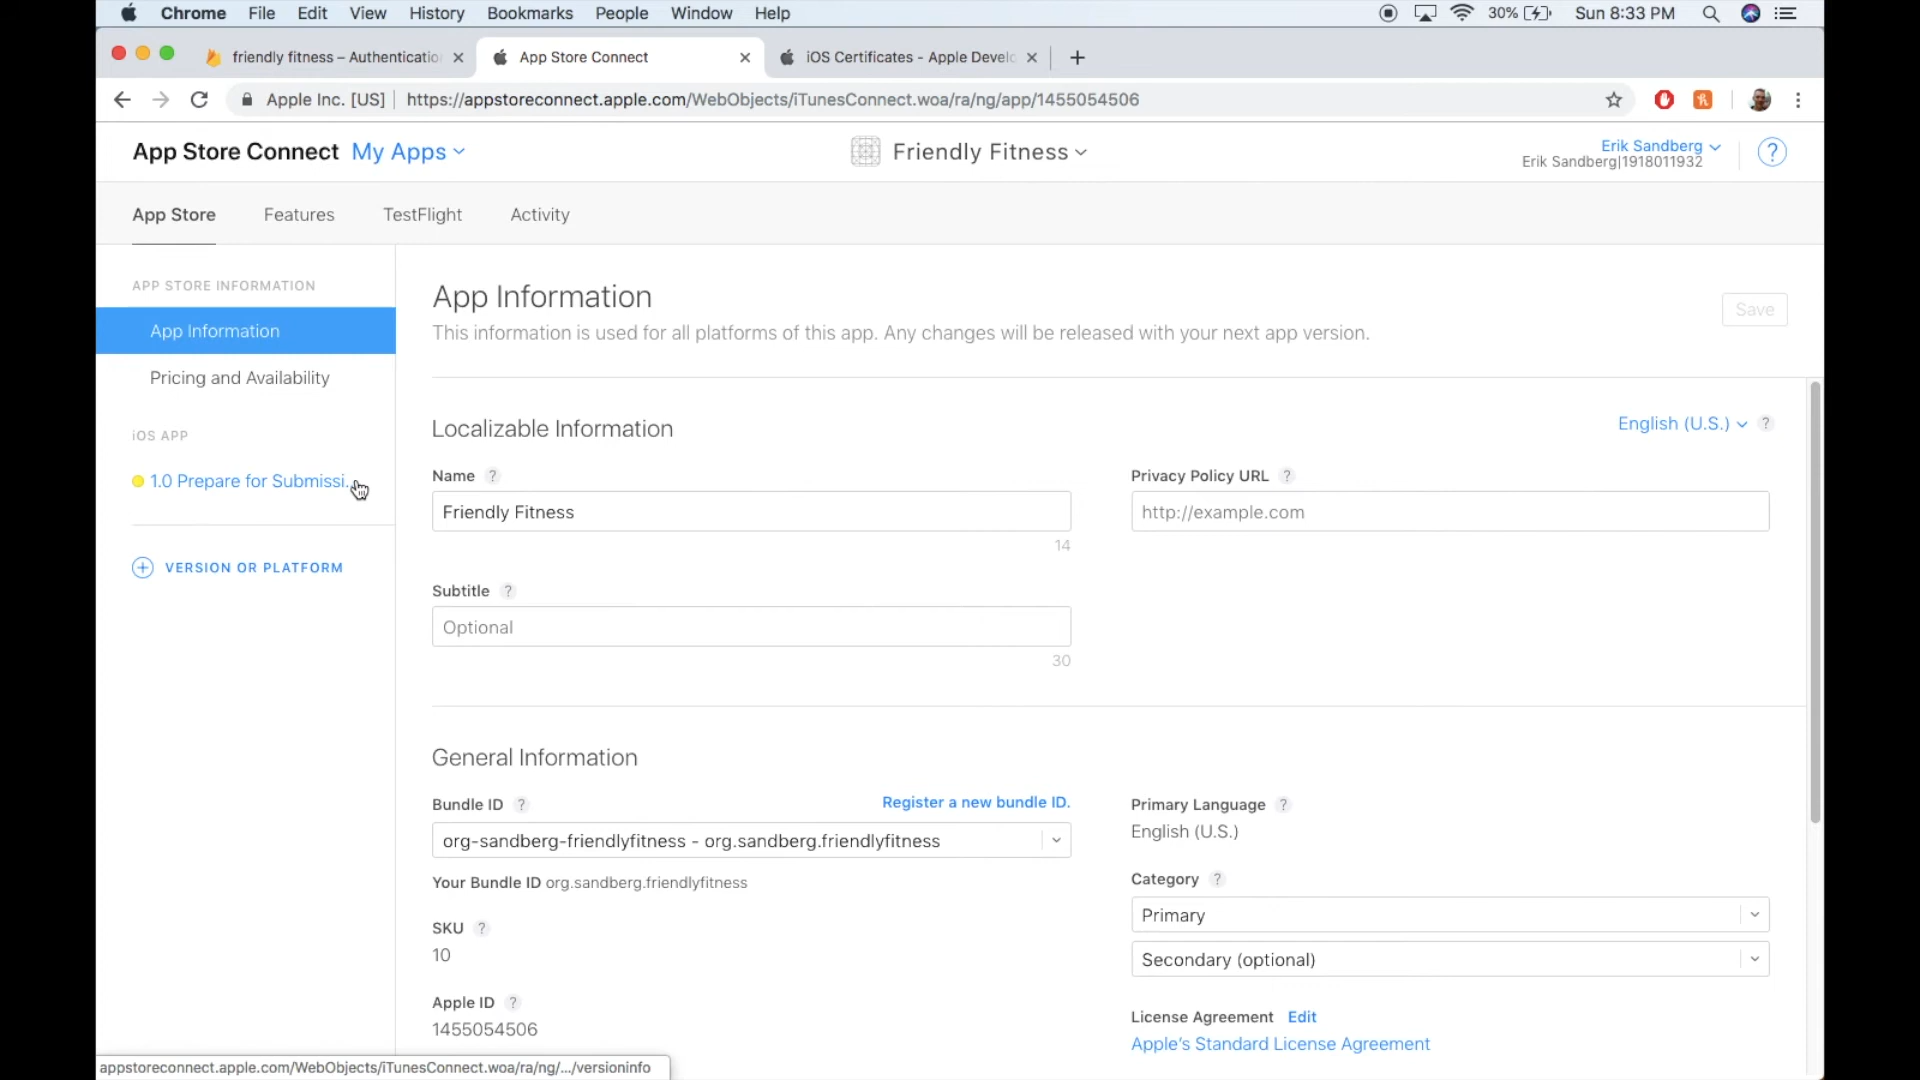 Chrome File Edit View History Bookmarks People Window Help 30% Sun 8:33 PM
friendly fitness – Authenticatio App Store Connect iOS Certificates - Apple Develo
Apple Inc. [US] https://appstoreconnect.apple.com/WebObjects/iTunesConnect.woa/ra/ng/app/1455054506
App Store Connect My Apps Friendly Fitness Erik Sandberg
Erik Sandberg|1918011932 ?
App Store Features TestFlight Activity
APP STORE INFORMATION
App Information
Pricing and Availability
iOS APP
1.0 Prepare for Submissi...
VERSION OR PLATFORM
App Information
Save
This information is used for all platforms of this app. Any changes will be released with your next app version.
Localizable Information
English (U.S.) ?
Name ?
Friendly Fitness
14
Privacy Policy URL ?
http://example.com
Subtitle ?
Optional
30
General Information
Bundle ID ? Register a new bundle ID.
org-sandberg-friendlyfitness - org.sandberg.friendlyfitness
Your Bundle ID org.sandberg.friendlyfitness
SKU ?
10
Apple ID ?
1455054506
Primary Language ?
English (U.S.)
Category ?
Primary
Secondary (optional)
License Agreement Edit
Apple's Standard License Agreement
appstoreconnect.apple.com/WebObjects/iTunesConnect.woa/ra/ng/.../versioninfo